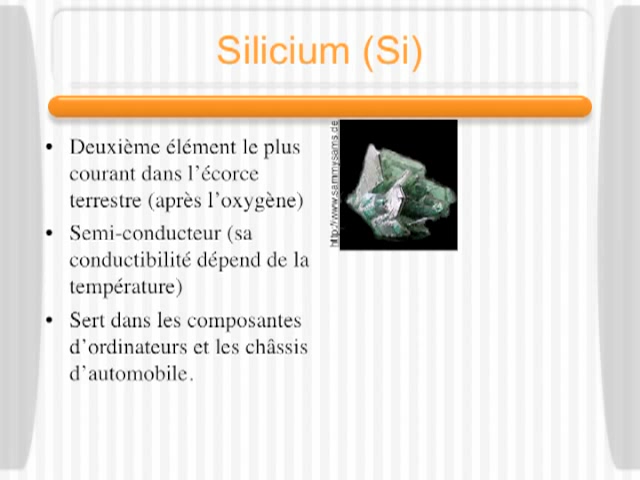 Silicium (Si)
• Deuxième élément le plus
courant dans l'écorce
terrestre (après l'oxygène)
• Semi-conducteur (sa
conductibilité dépend de la
température)
• Sert dans les composantes
d'ordinateurs et les châssis
d'automobile.
http://www.sammysams.de